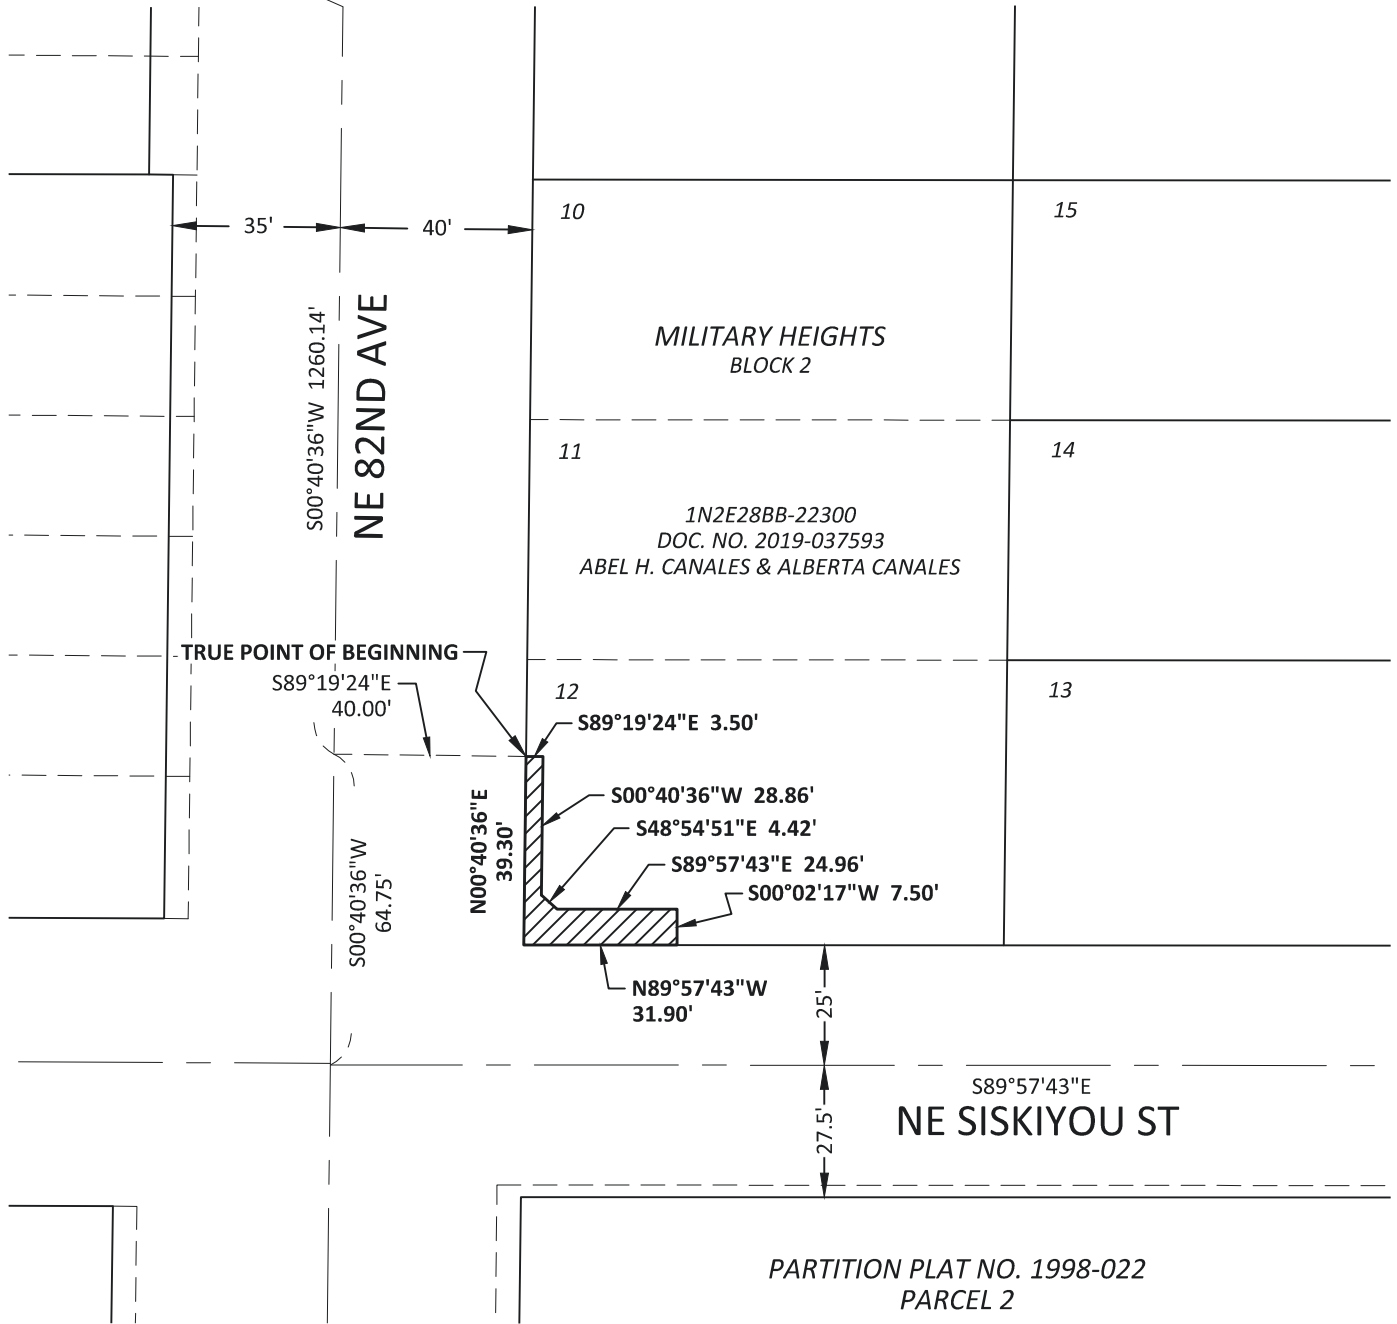 10
15
35'
40'
S00°40'36"W 1260.14'
NE 82ND AVE
MILITARY HEIGHTS
BLOCK 2
11
14
1N2E28BB-22300
DOC. NO. 2019-037593
ABEL H. CANALES & ALBERTA CANALES
TRUE POINT OF BEGINNING
S89°19'24"E
40.00'
12
13
S89°19'24"E 3.50'
S00°40'36"W 28.86'
S48°54'51"E 4.42'
S89°57'43"E 24.96'
S00°02'17"W 7.50'
N00°40'36"E
39.30'
S00°40'36"W
64.75'
N89°57'43"W
31.90'
25'
27.5'
S89°57'43"E
NE SISKIYOU ST
PARTITION PLAT NO. 1998-022
PARCEL 2